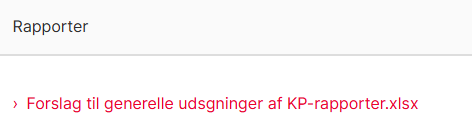 Rapporter
› Forslag til generelle udsgninger af KP-rapporter.xlsx